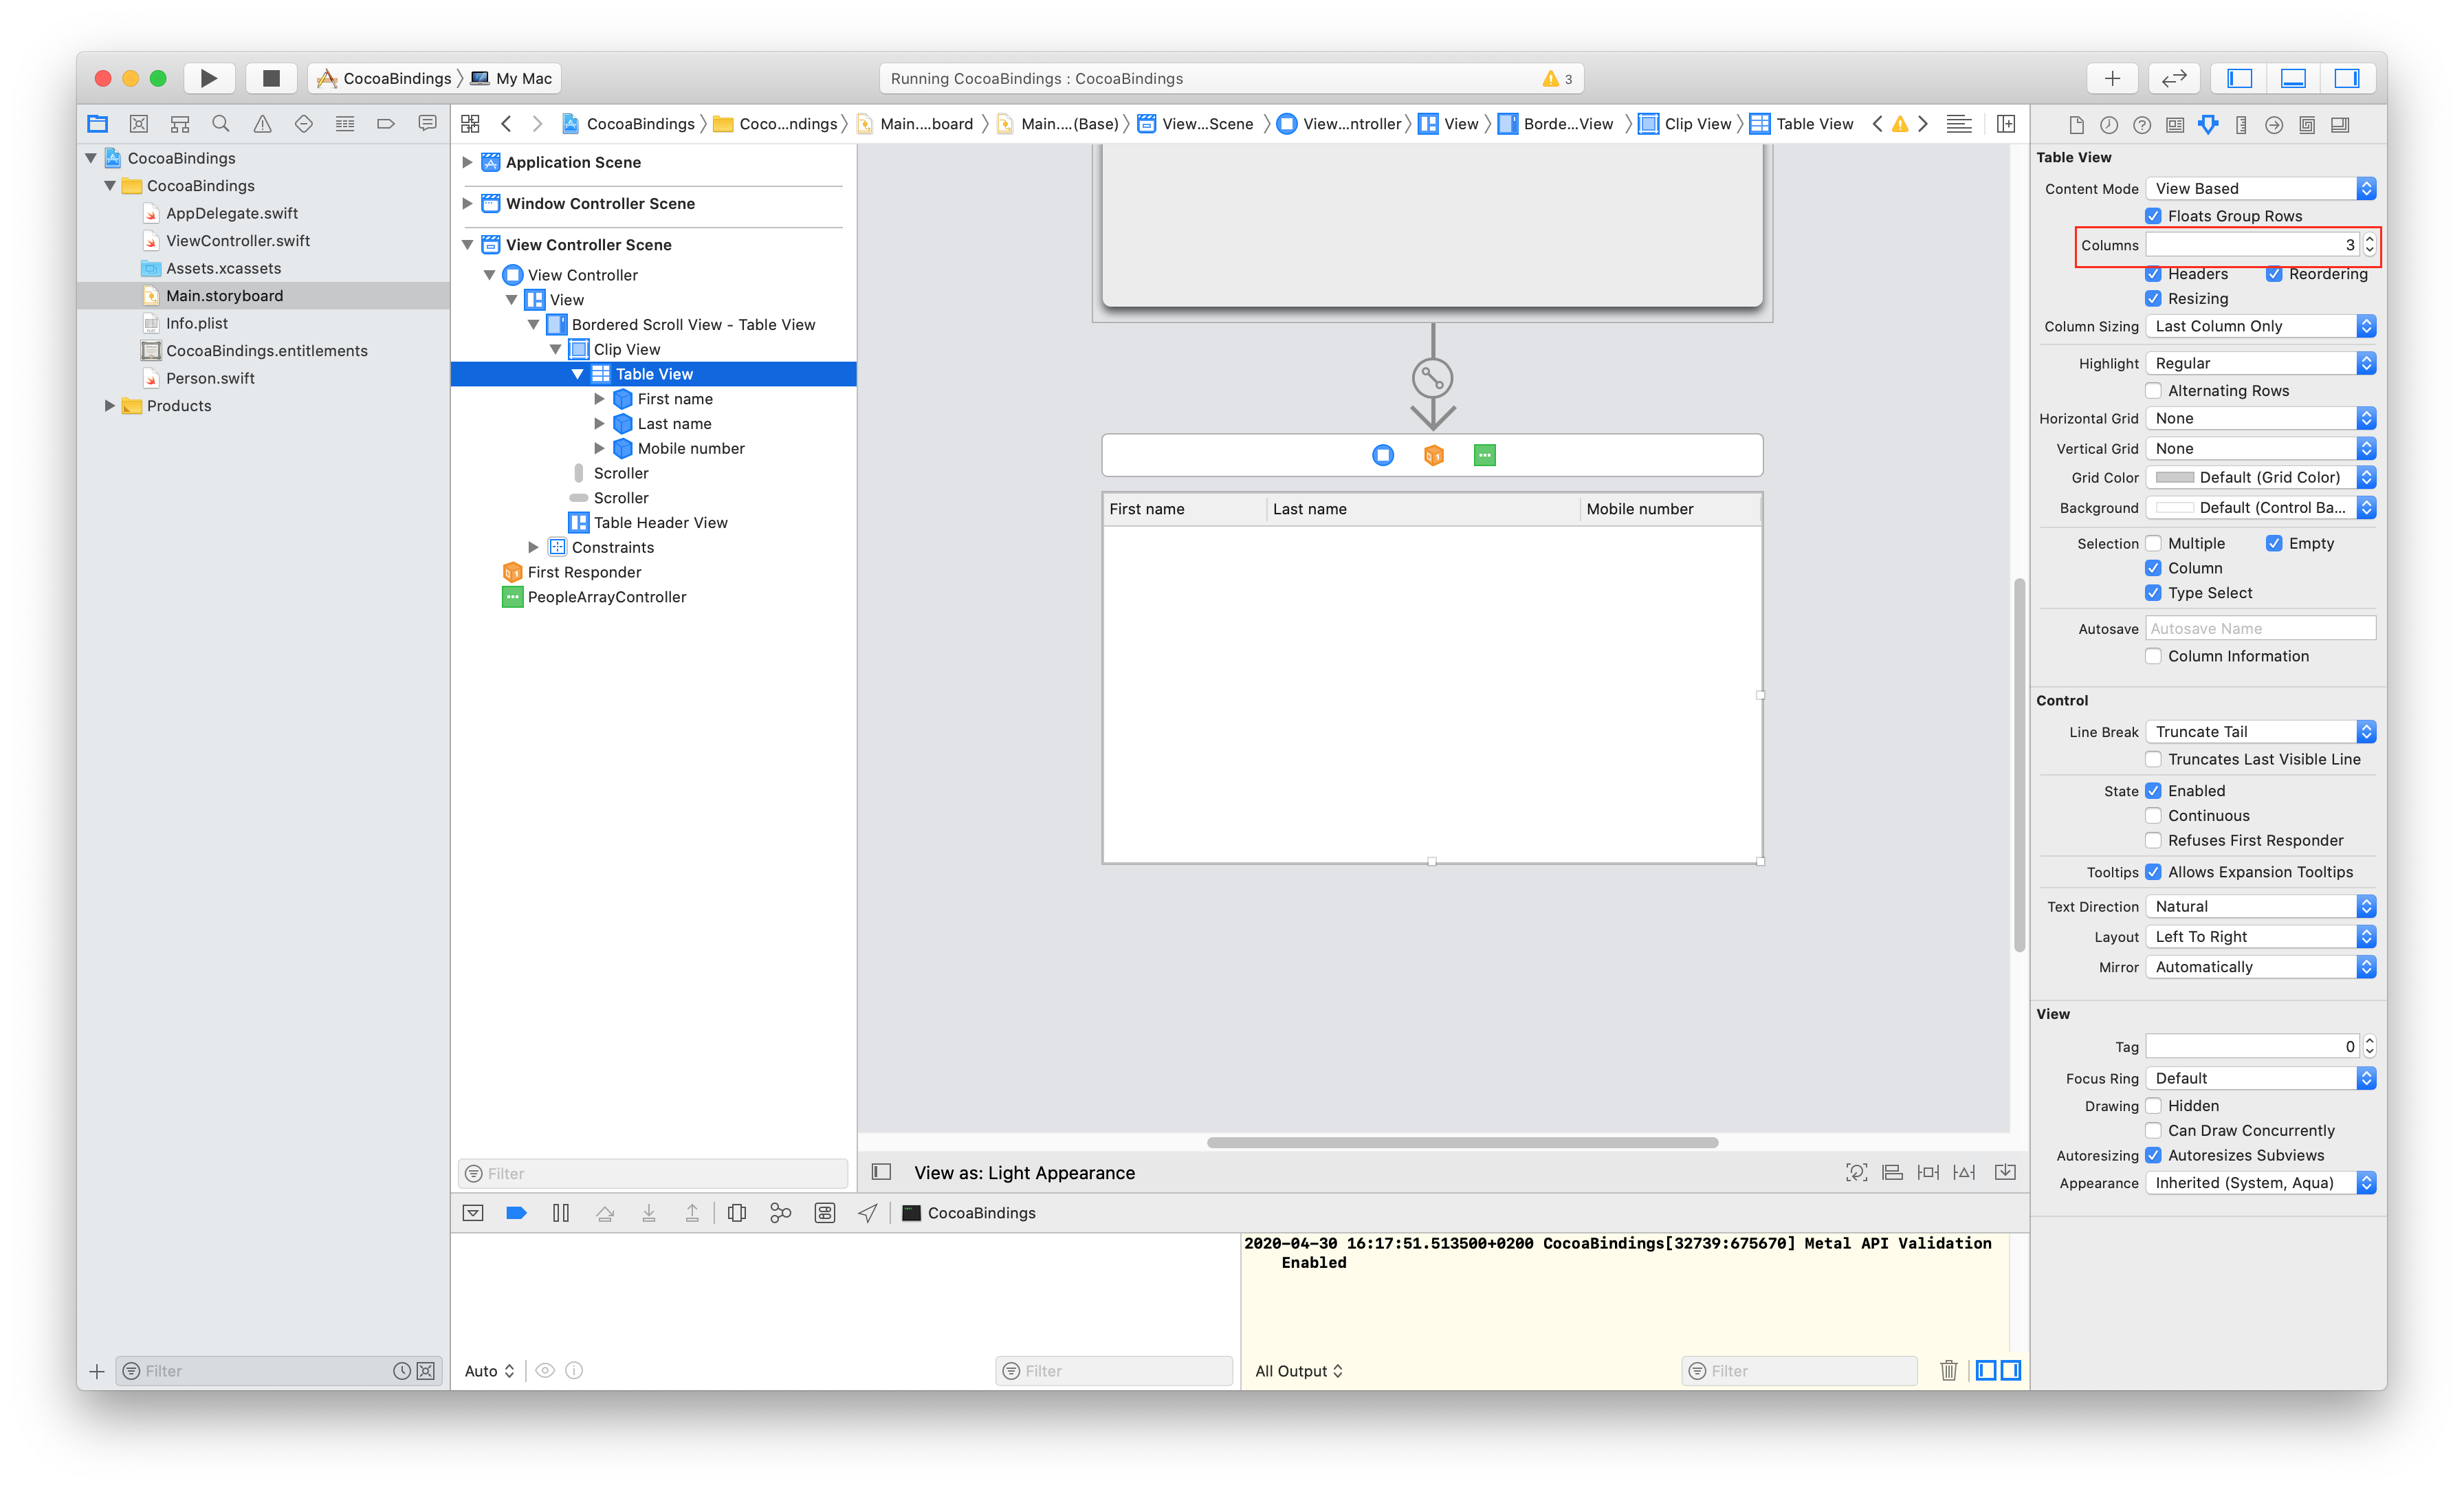 CocoaBindings 〉 My Mac
Running CocoaBindings : CocoaBindings
3
CocoaBindings 〉 Coco...ndings 〉 Main....board 〉 Main....(Base) 〉 View...Scene 〉 View...ntroller 〉 View 〉 Borde...View 〉 Clip View 〉 Table View
CocoaBindings
CocoaBindings
AppDelegate.swift
ViewController.swift
Assets.xcassets
Main.storyboard
Info.plist
CocoaBindings.entitlements
Person.swift
Products
Filter
Application Scene
Window Controller Scene
View Controller Scene
View Controller
View
Bordered Scroll View - Table View
Clip View
Table View
First name
Last name
Mobile number
Scroller
Scroller
Table Header View
Constraints
First Responder
PeopleArrayController
Filter
First name Last name Mobile number
View as: Light Appearance
CocoaBindings
2020-04-30 16:17:51.513500+0200 CocoaBindings[32739:675670] Metal API Validation
Enabled
Auto
Filter
All Output
Filter
Table View
Content Mode View Based
Floats Group Rows
Columns 3
Headers Reordering
Resizing
Column Sizing Last Column Only
Highlight Regular
Alternating Rows
Horizontal Grid None
Vertical Grid None
Grid Color Default (Grid Color)
Background Default (Control Ba...
Selection Multiple Empty
Column
Type Select
Autosave Autosave Name
Column Information
Control
Line Break Truncate Tail
Truncates Last Visible Line
State Enabled
Continuous
Refuses First Responder
Tooltips Allows Expansion Tooltips
Text Direction Natural
Layout Left To Right
Mirror Automatically
View
Tag 0
Focus Ring Default
Drawing Hidden
Can Draw Concurrently
Autoresizing Autoresizes Subviews
Appearance Inherited (System, Aqua)